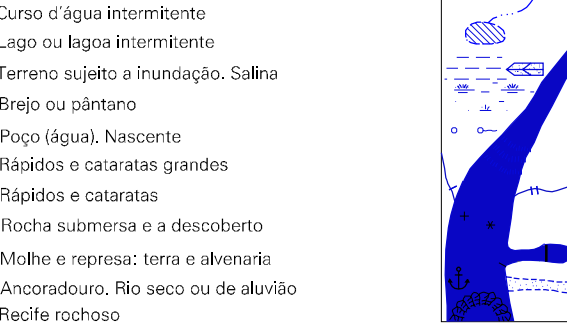 Curso d'água intermitente
Lago ou lagoa intermitente
Terreno sujeito a inundação. Salina
Brejo ou pântano
Poço (água). Nascente
Rápidos e cataratas grandes
Rápidos e cataratas
Rocha submersa e a descoberto
Molhe e represa: terra e alvenaria
Ancoradouro. Rio seco ou de aluvião
Recife rochoso